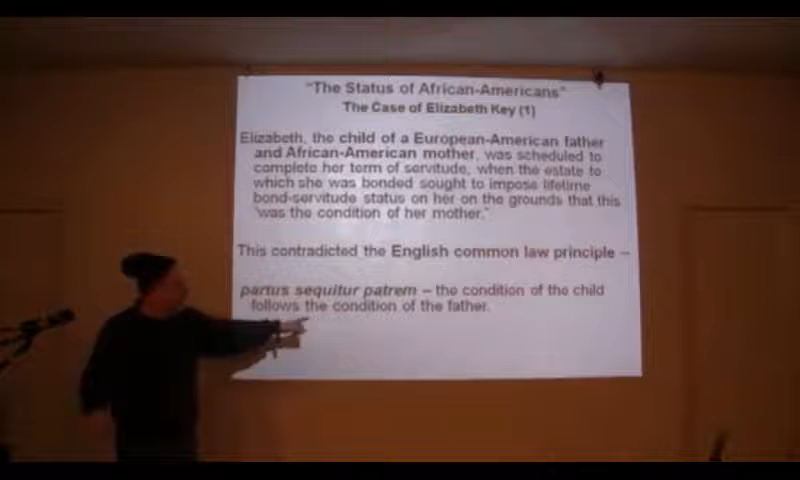 "The Status of African-Americans"
The Case of Elizabeth Key (1)
Elizabeth, the child of a European-American father
and African-American mother, was scheduled to
complete her term of servitude, when the estate to
which she was bonded sought to impose lifetime
bond-servitude status on her on the grounds that this
"was the condition of her mother."
This contradicted the English common law principle –
partus sequitur patrem – the condition of the child
follows the condition of the father.